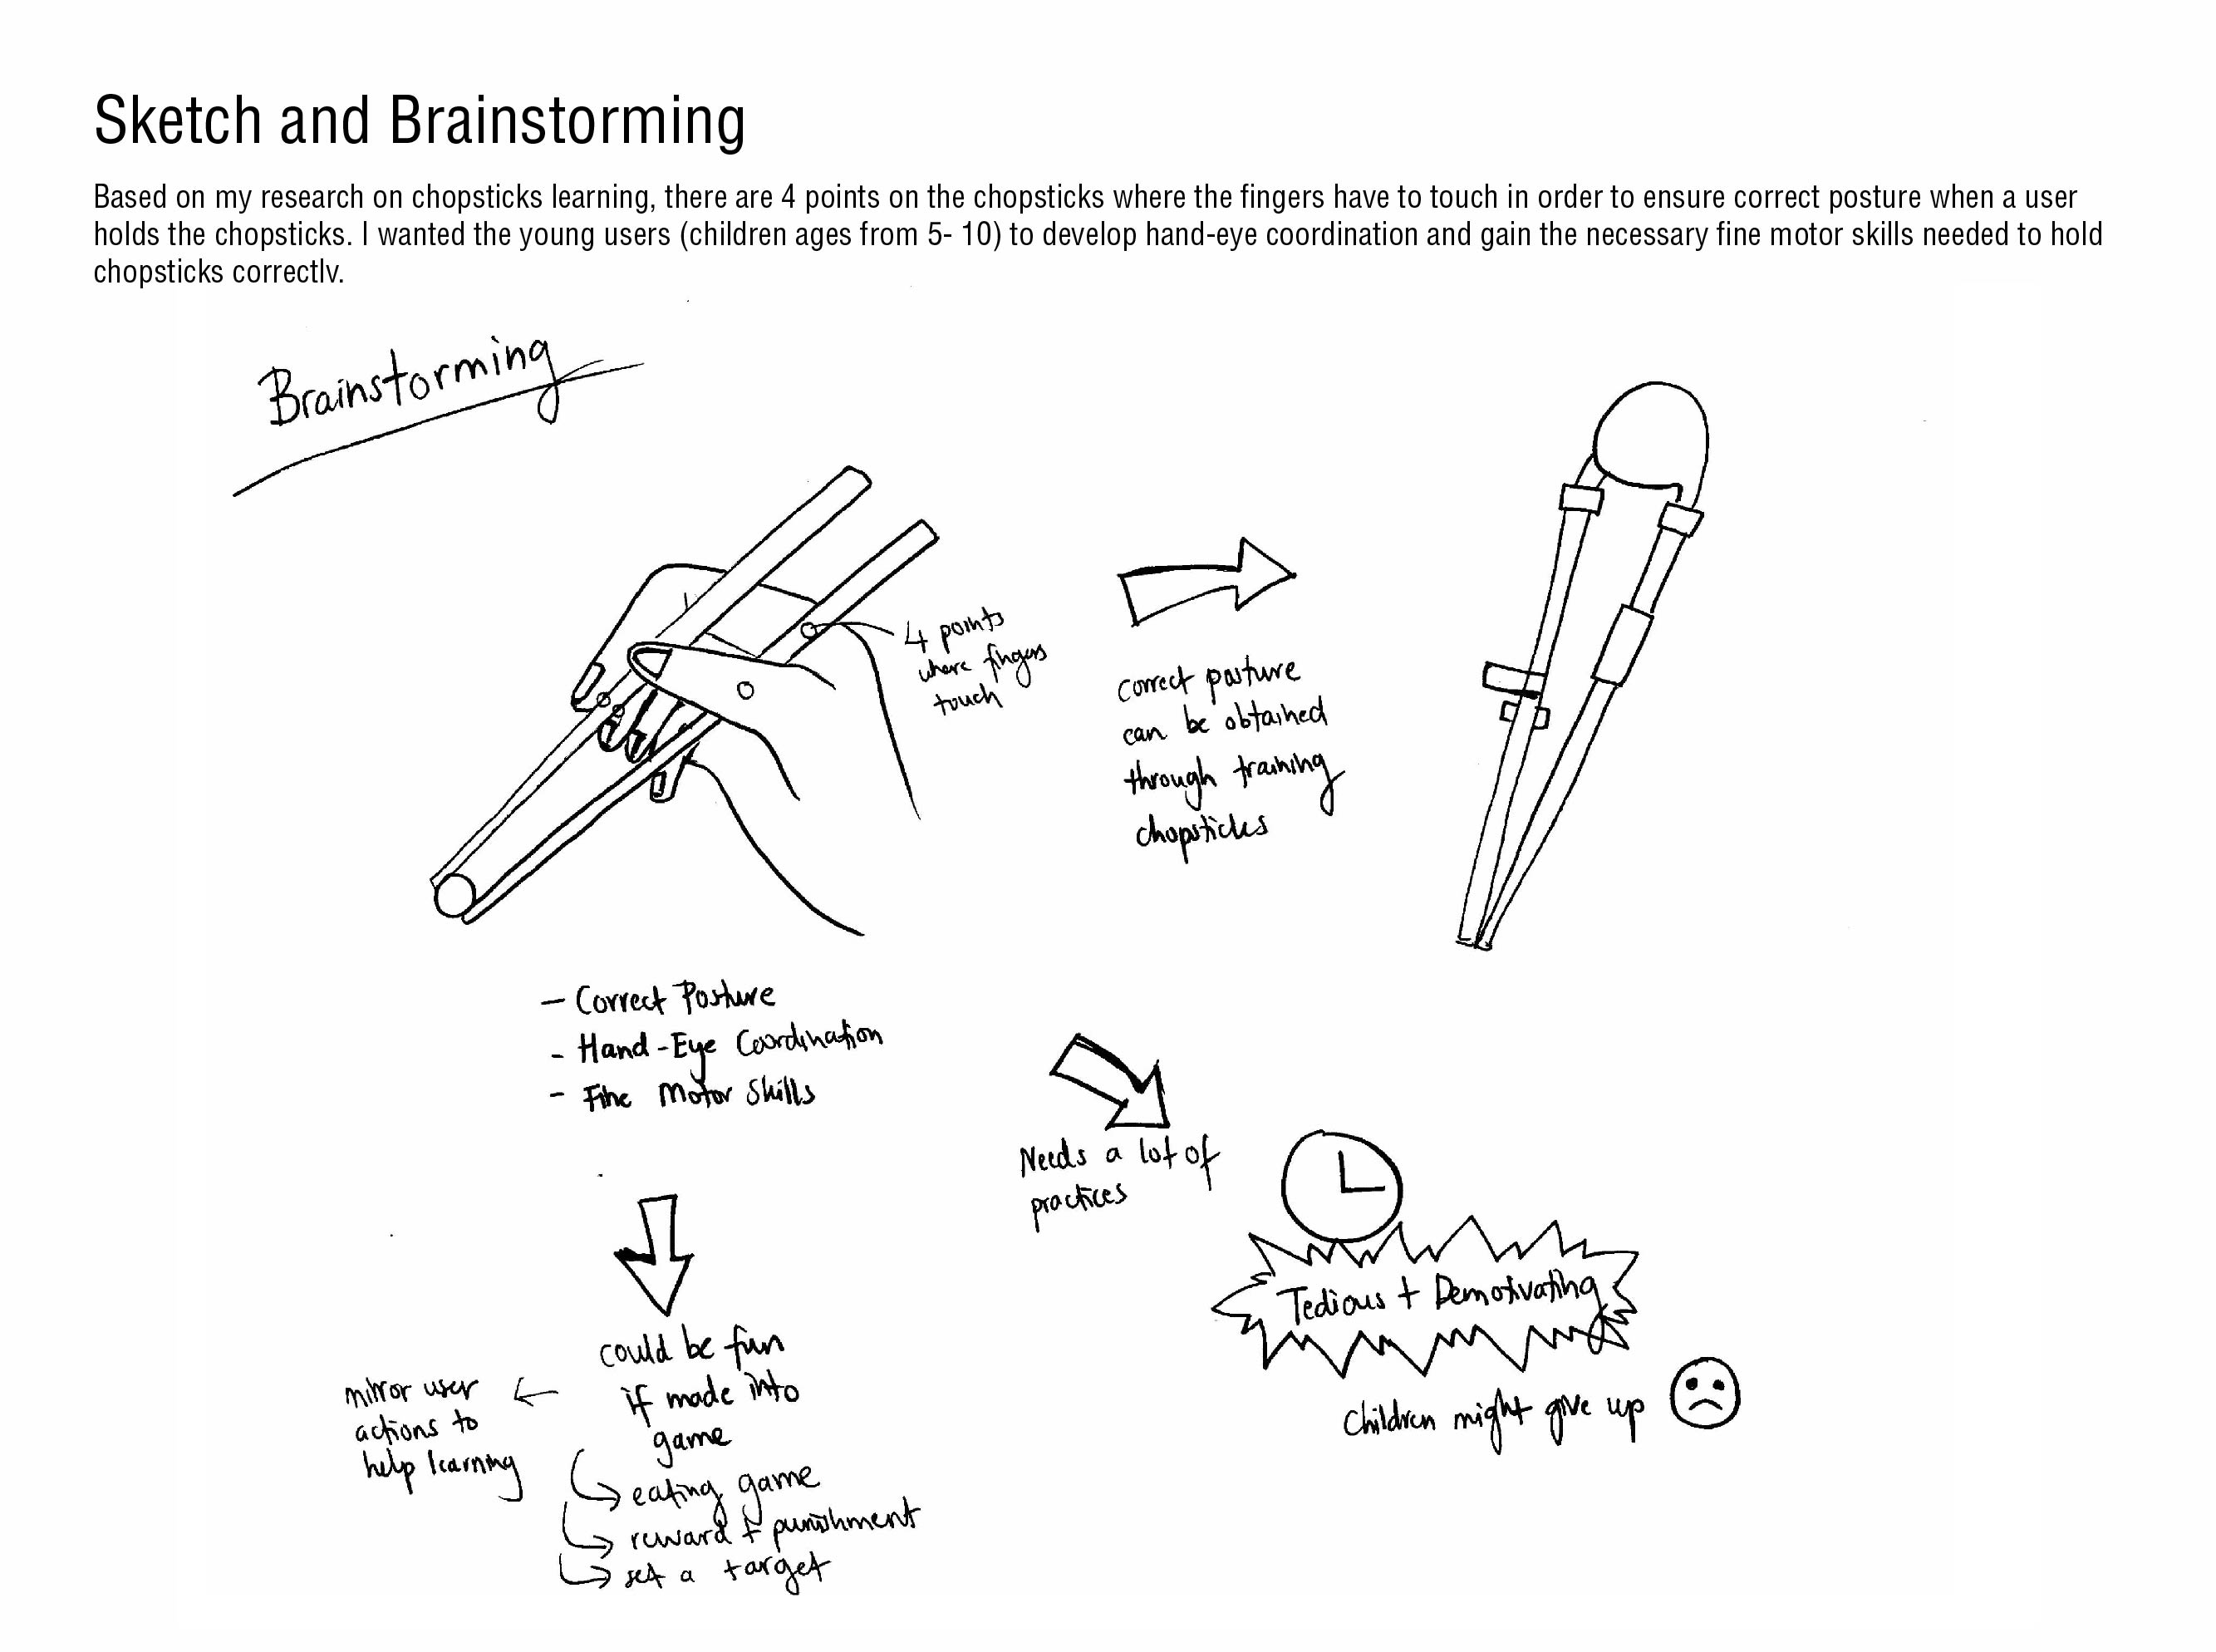 Sketch and Brainstorming
Based on my research on chopsticks learning, there are 4 points on the chopsticks where the fingers have to touch in order to ensure correct posture when a user
holds the chopsticks. I wanted the young users (children ages from 5- 10) to develop hand-eye coordination and gain the necessary fine motor skills needed to hold
chopsticks correctly.
Brainstorming
4 points
where fingers
touch
correct posture
can be obtained
through training
chopsticks
- Correct Posture
- Hand-Eye Coordination
- Fine Motor Skills
Needs a lot of
practices
Tedious + Demotivating
Children might give up
could be fun
if made into
game
mirror user
actions to
help learning
eating game
reward + punishment
set a target